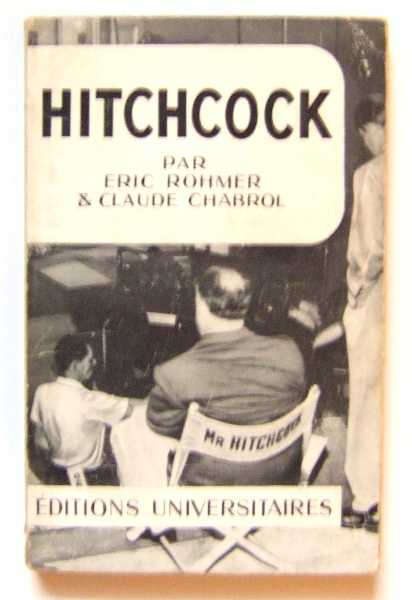 HITCHCOCK
PAR
ERIC ROHMER
& CLAUDE CHABROL
MR HITCHCOCK
ÉDITIONS UNIVERSITAIRES